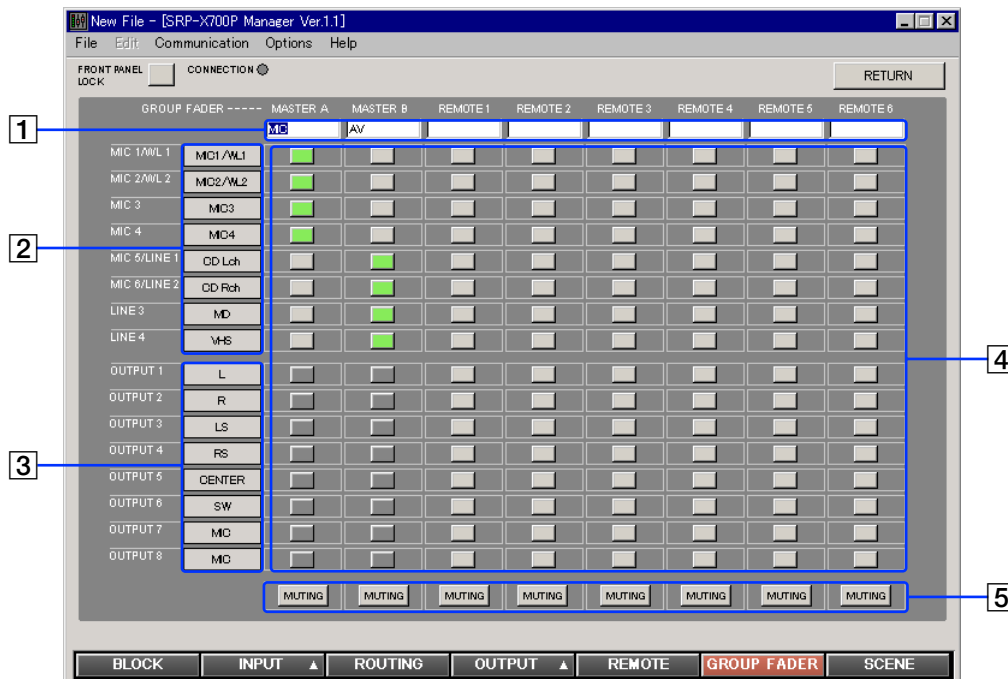 New File - [SRP-X700P Manager Ver.1.1]
File Edit Communication Options Help
FRONT PANEL LOCK CONNECTION RETURN
GROUP FADER ----- MASTER A MASTER B REMOTE 1 REMOTE 2 REMOTE 3 REMOTE 4 REMOTE 5 REMOTE 6
1 MIC AV
MIC 1/WL 1 MIC1/WL1
MIC 2/WL 2 MIC2/WL2
MIC 3 MIC3
MIC 4 MIC4
2
MIC 5/LINE 1 CD Lch
MIC 6/LINE 2 CD Rch
LINE 3 MD
LINE 4 VHS
4
OUTPUT 1 L
OUTPUT 2 R
OUTPUT 3 LS
OUTPUT 4 RS
3
OUTPUT 5 CENTER
OUTPUT 6 SW
OUTPUT 7 MIC
OUTPUT 8 MIC
MUTING MUTING MUTING MUTING MUTING MUTING MUTING MUTING 5
BLOCK INPUT ▲ ROUTING OUTPUT ▲ REMOTE GROUP FADER SCENE